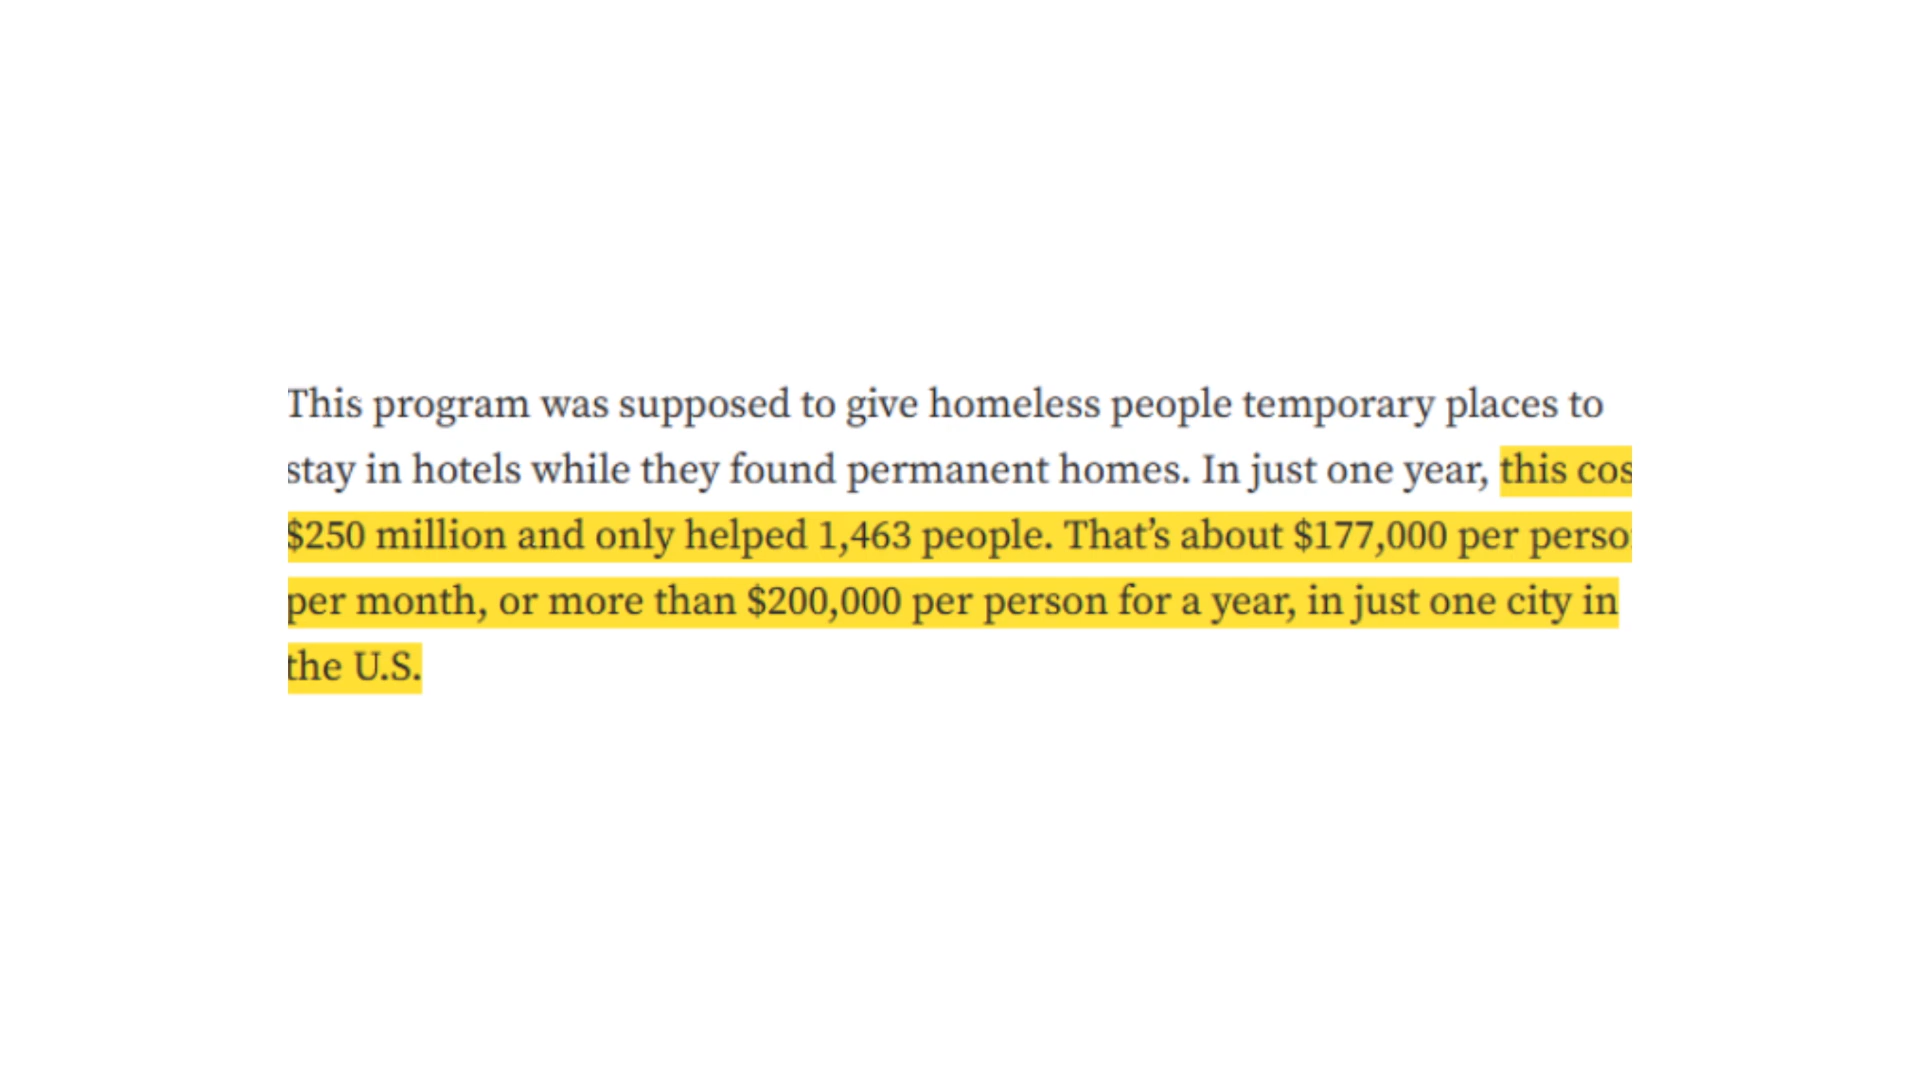 This program was supposed to give homeless people temporary places to
stay in hotels while they found permanent homes. In just one year, this cos
$250 million and only helped 1,463 people. That's about $177,000 per perso
per month, or more than $200,000 per person for a year, in just one city in
the U.S.